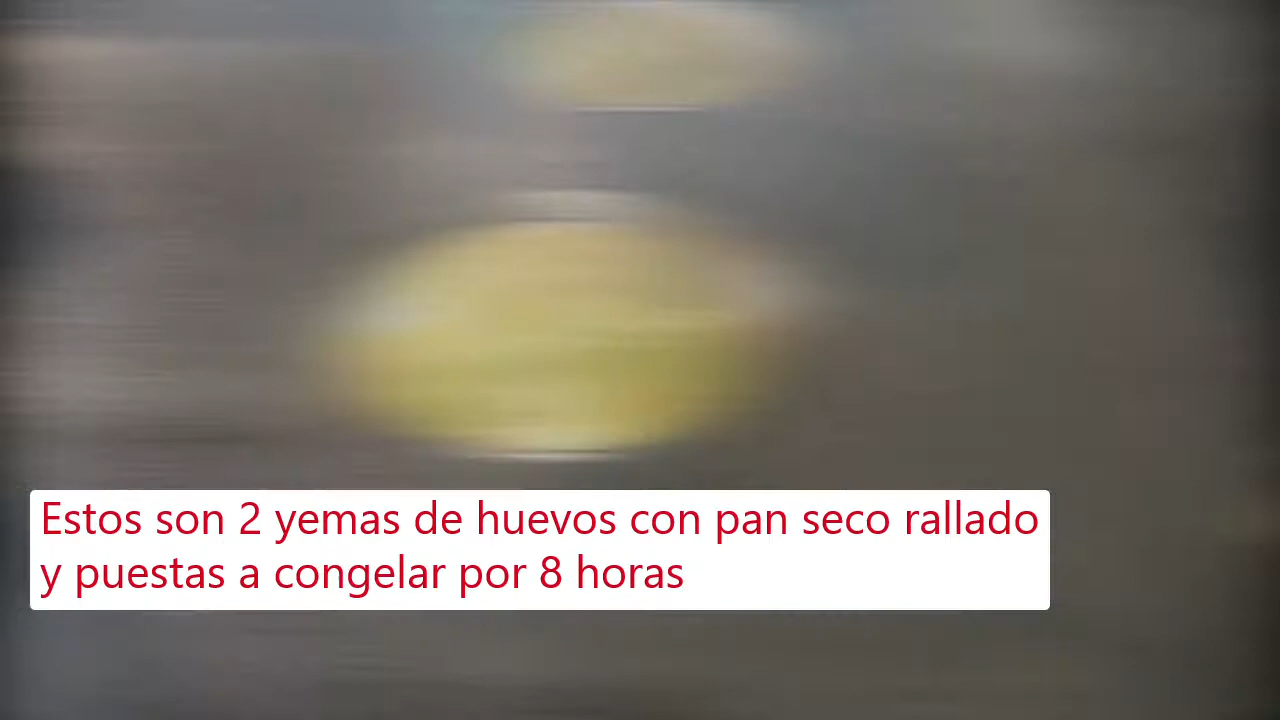 Estos son 2 yemas de huevos con pan seco rallado
y puestas a congelar por 8 horas